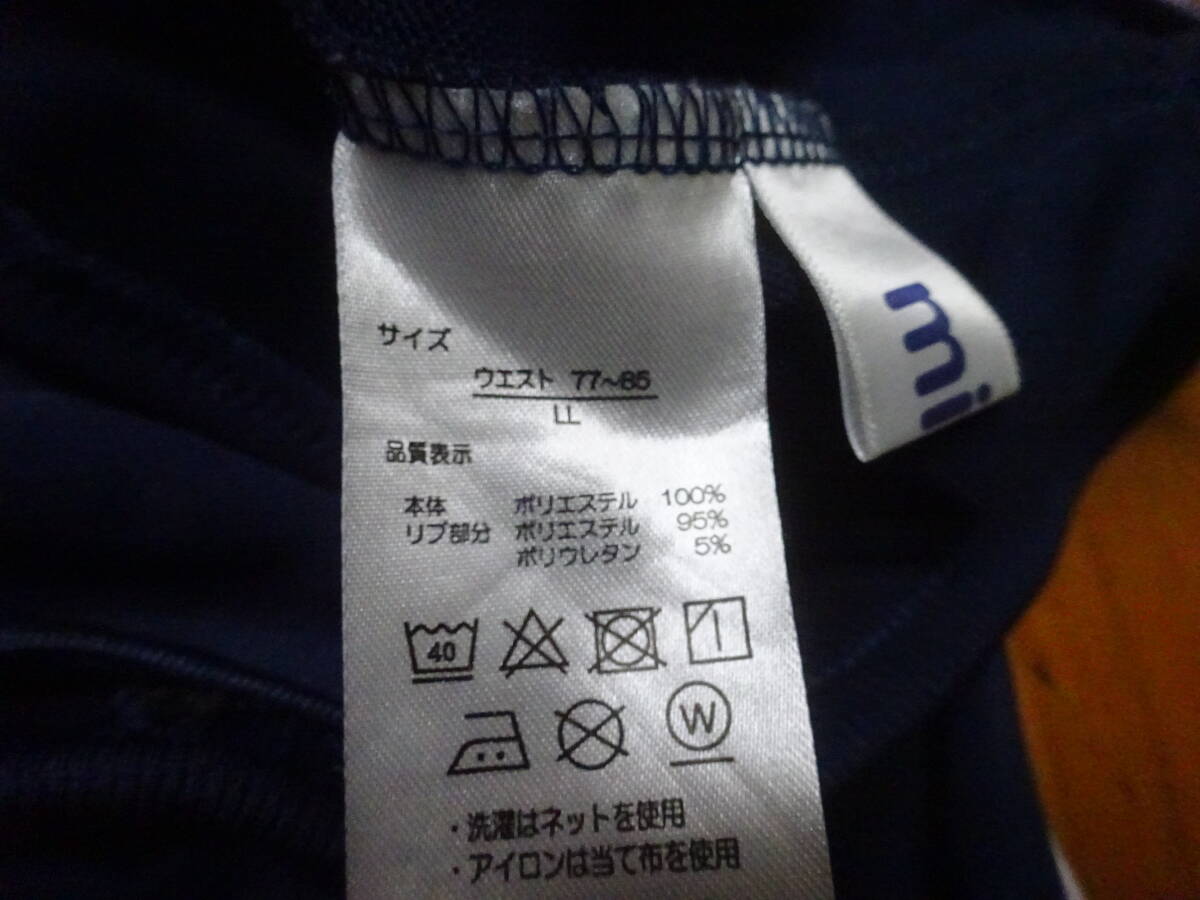 サイズ
ウエスト 77~85
LL
品質表示
本体 ポリエステル 100%
リブ部分 ポリエステル 95%
ポリウレタン 5%
40
W
・洗濯はネットを使用
・アイロンは当て布を使用
mi